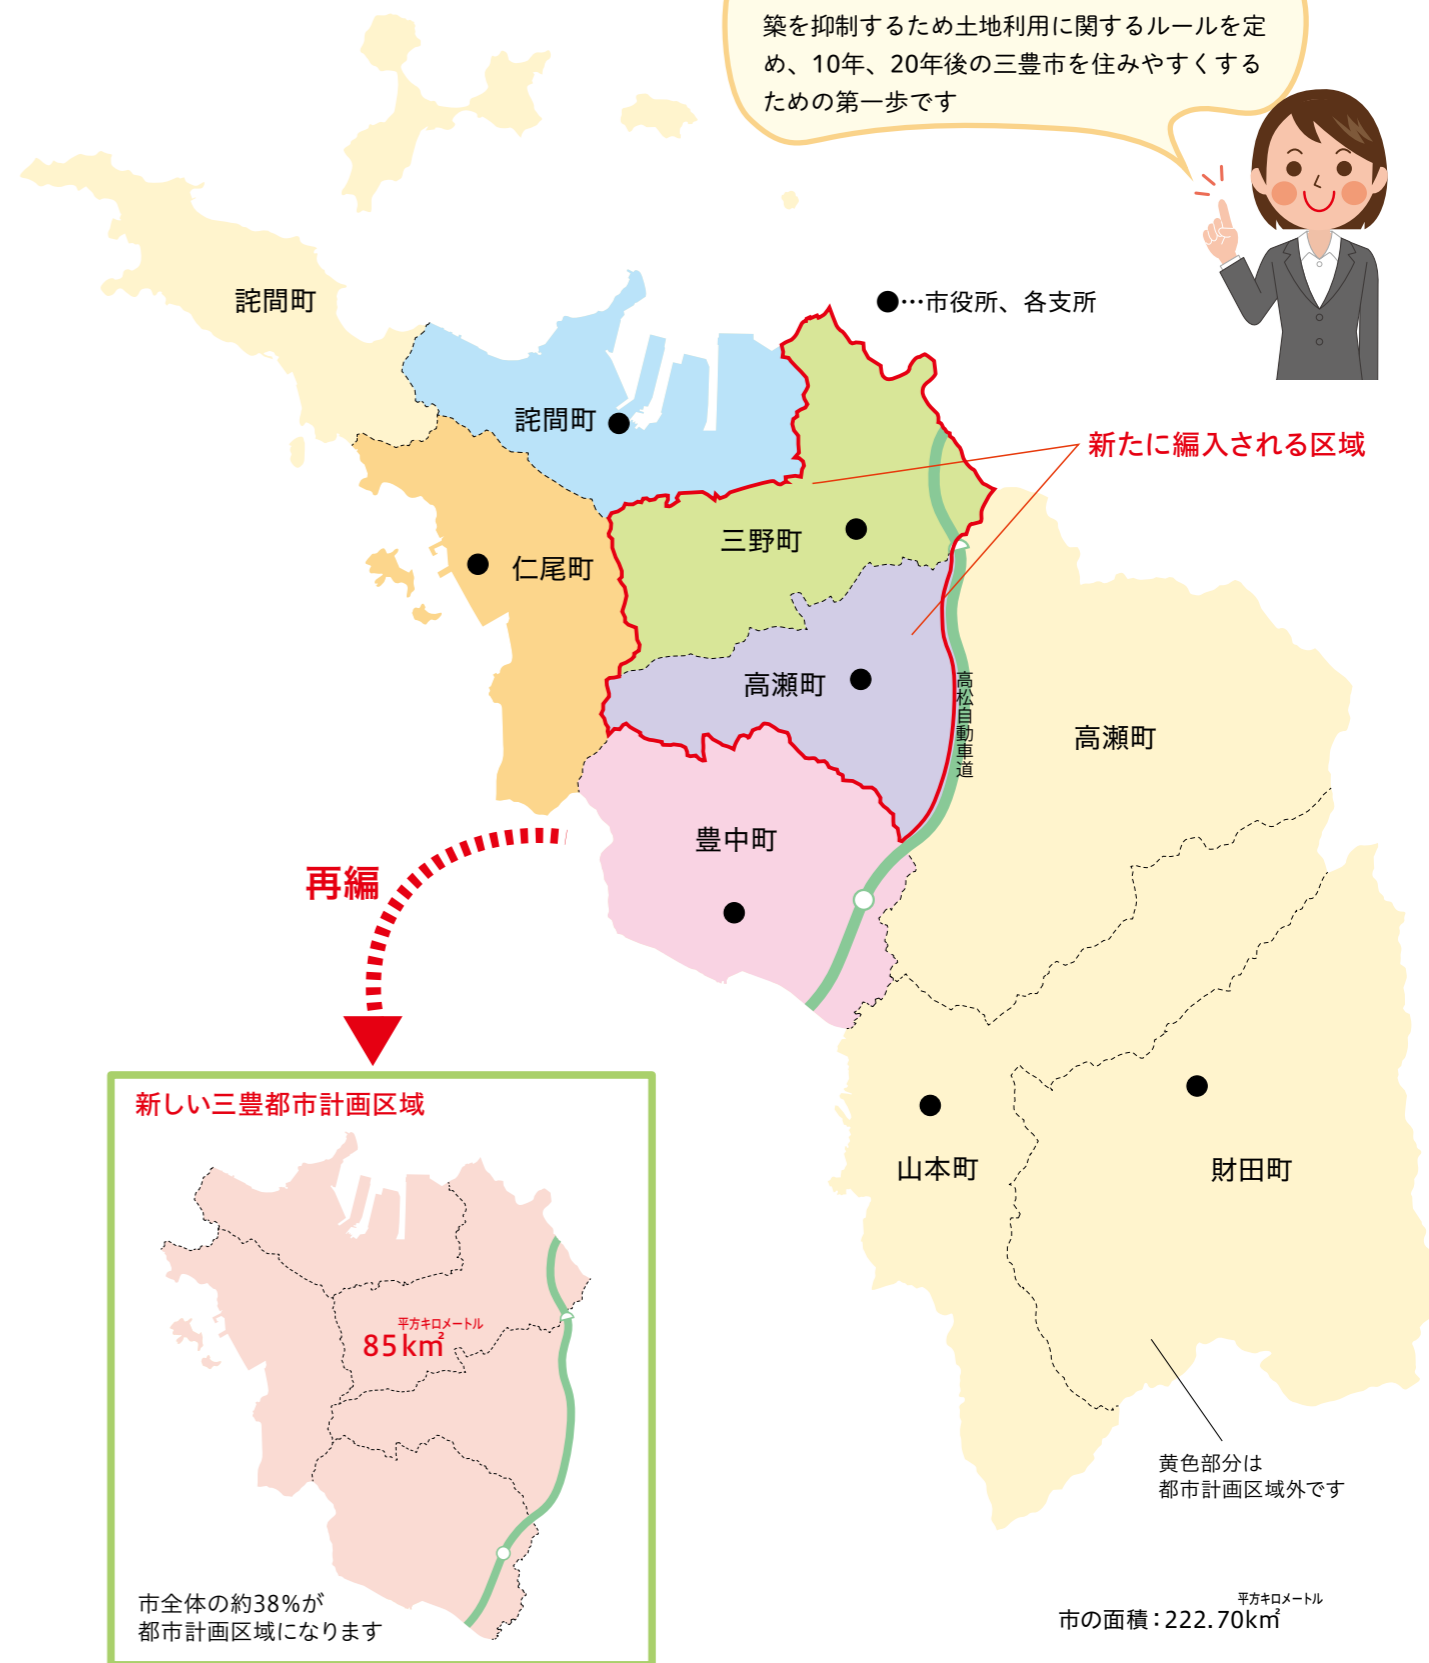 築を抑制するため土地利用に関するルールを定
め、10年、20年後の三豊市を住みやすくする
ための第一歩です
詫間町
●…市役所、各支所
詫間町
新たに編入される区域
三野町
仁尾町
高瀬町
高松自動車道
高瀬町
豊中町
再編
新しい三豊都市計画区域
山本町
財田町
平方キロメートル
85km²
黄色部分は
都市計画区域外です
市全体の約38%が
都市計画区域になります
平方キロメートル
市の面積：222.70km²